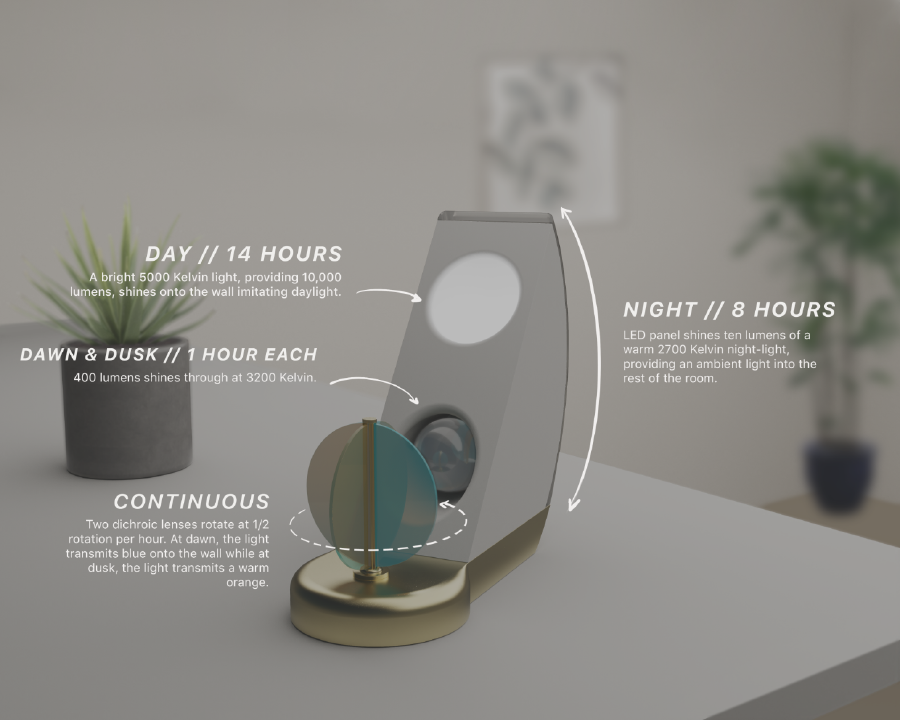 DAY // 14 HOURS
A bright 5000 Kelvin light, providing 10,000
lumens, shines onto the wall imitating daylight.
DAWN & DUSK // 1 HOUR EACH
400 lumens shines through at 3200 Kelvin.
CONTINUOUS
Two dichroic lenses rotate at 1/2
rotation per hour. At dawn, the light
transmits blue onto the wall while at
dusk, the light transmits a warm
orange.
NIGHT // 8 HOURS
LED panel shines ten lumens of a
warm 2700 Kelvin night-light,
providing an ambient light into the
rest of the room.